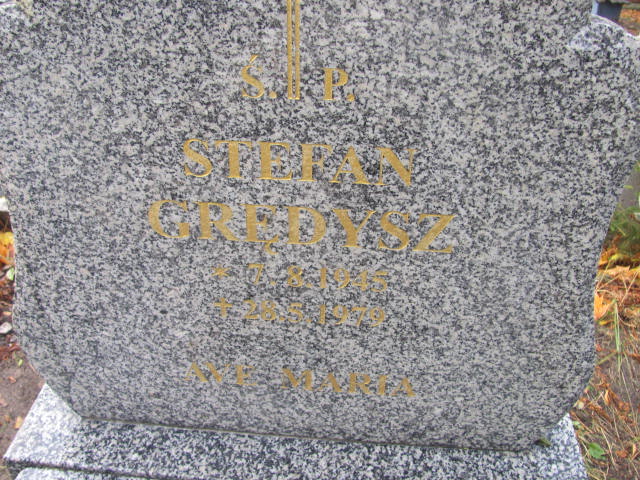 Ś. P.
STEFAN
GRĘDYSZ
* 7.8.1945
✝ 28.5.1979
AVE MARIA